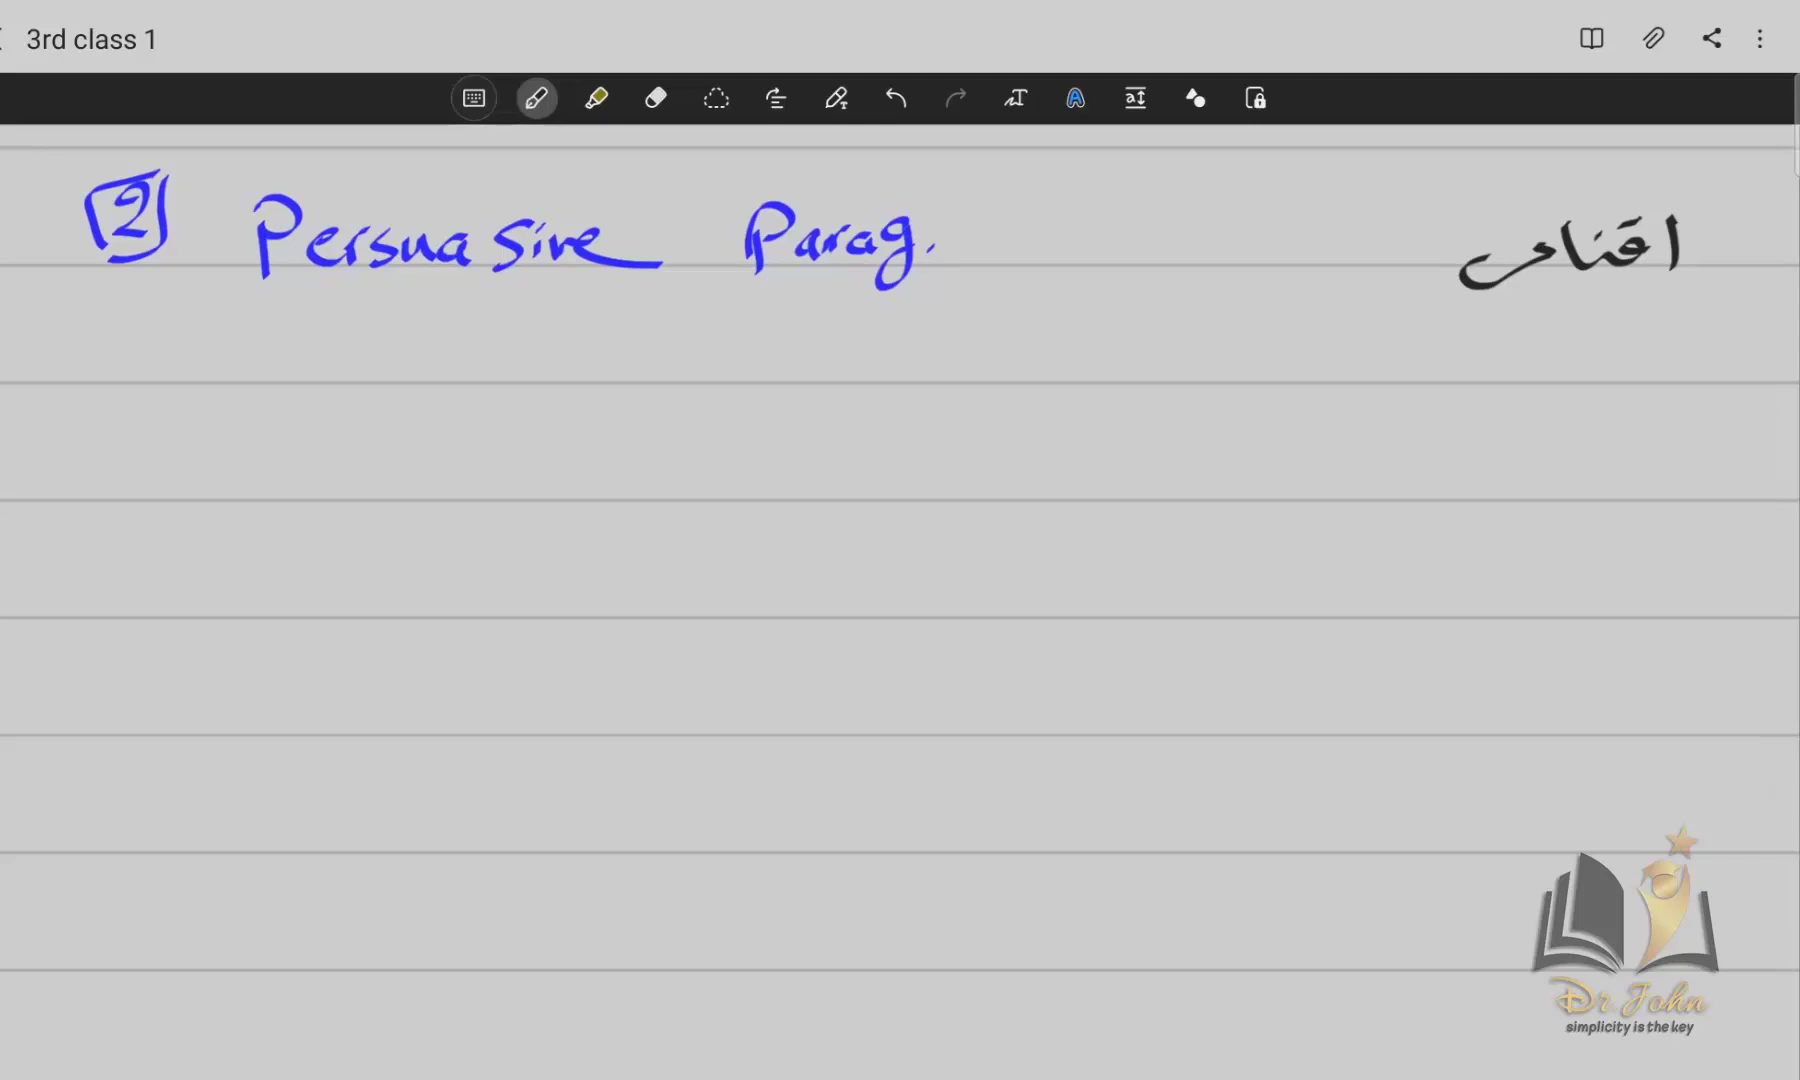 3rd class 1
2 Persuasive Parag. اقناعى
Dr. John
simplicity is the key